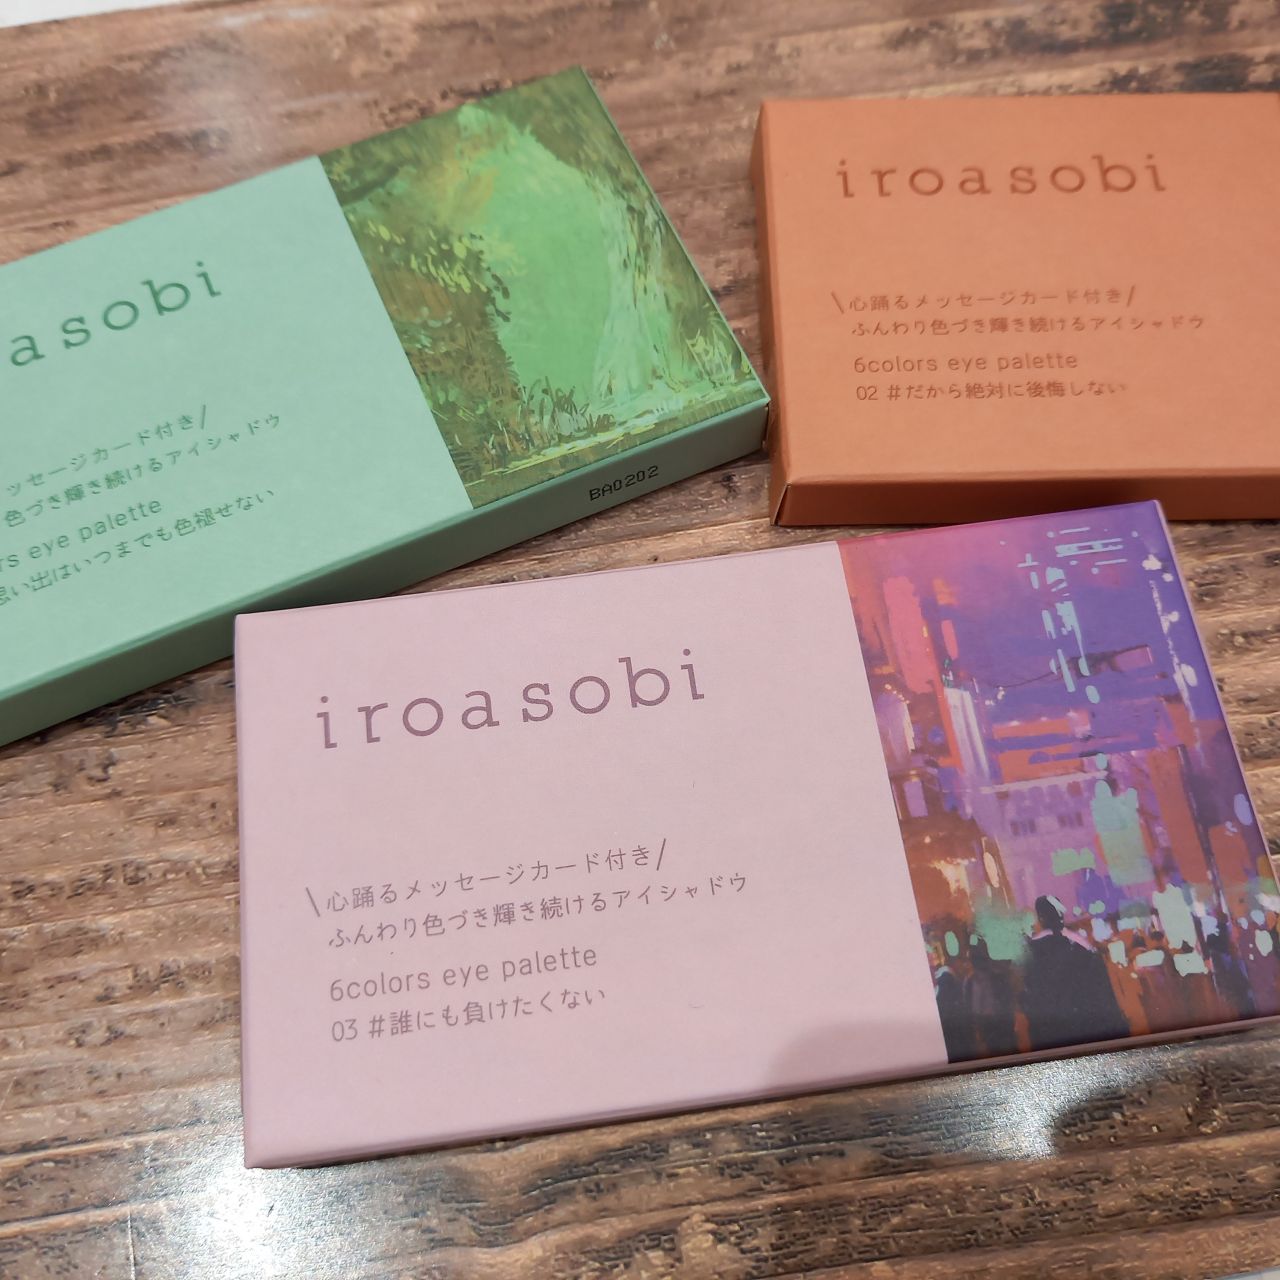 asobi
ッセージカード付き/
色づき輝き続けるアイシャドウ
rs eye palette
思い出はいつまでも色褪せない
BA0202
iroasobi
\心踊るメッセージカード付き/
ふんわり色づき輝き続けるアイシャドウ
6colors eye palette
02 #だから絶対に後悔しない
iroasobi
\心踊るメッセージカード付き/
ふんわり色づき輝き続けるアイシャドウ
6colors eye palette
03 #誰にも負けたくない